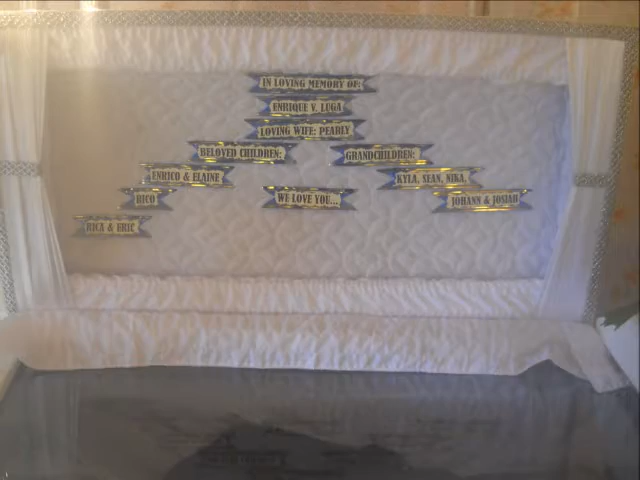 IN LOVING MEMORY OF:
ENRIQUE V. LUGA
LOVING WIFE: PEARLY
BELOVED CHILDREN:
ENRICO & ELAINE
RICO
RICA & ERIC
GRANDCHILDREN:
KYLA, SEAN, NIKA,
JOHANN & JOSIAH
WE LOVE YOU...